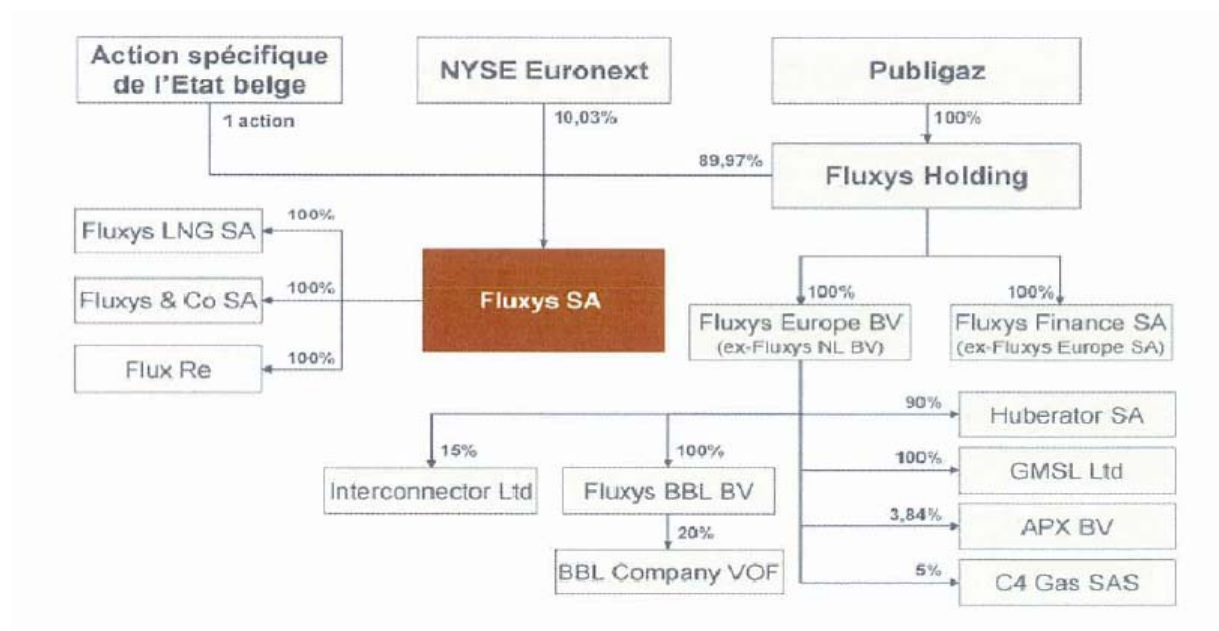 Action spécifique
de l'Etat belge
NYSE Euronext
Publigaz
1 action
10,03%
100%
89,97%
Fluxys Holding
100%
Fluxys LNG SA
100%
Fluxys & Co SA
100%
Flux Re
Fluxys SA
100%
Fluxys Europe BV
(ex-Fluxys NL BV)
100%
Fluxys Finance SA
(ex-Fluxys Europe SA)
90%
Huberator SA
15%
Interconnector Ltd
100%
Fluxys BBL BV
100%
GMSL Ltd
20%
BBL Company VOF
3,84%
APX BV
5%
C4 Gas SAS